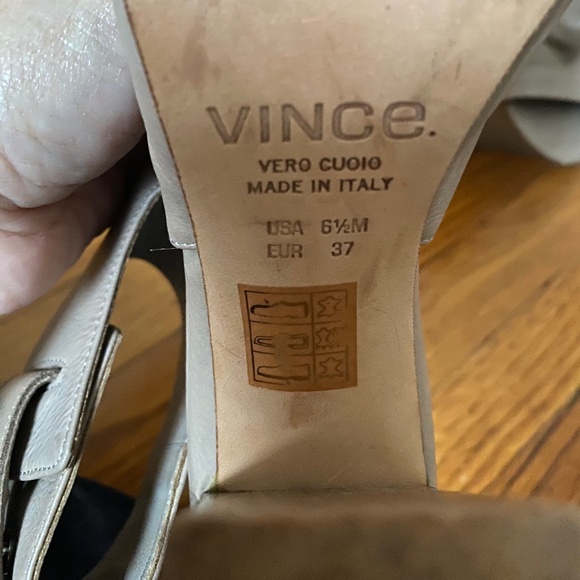 VINCE.
VERO CUOIO
MADE IN ITALY
USA 6½M
EUR 37